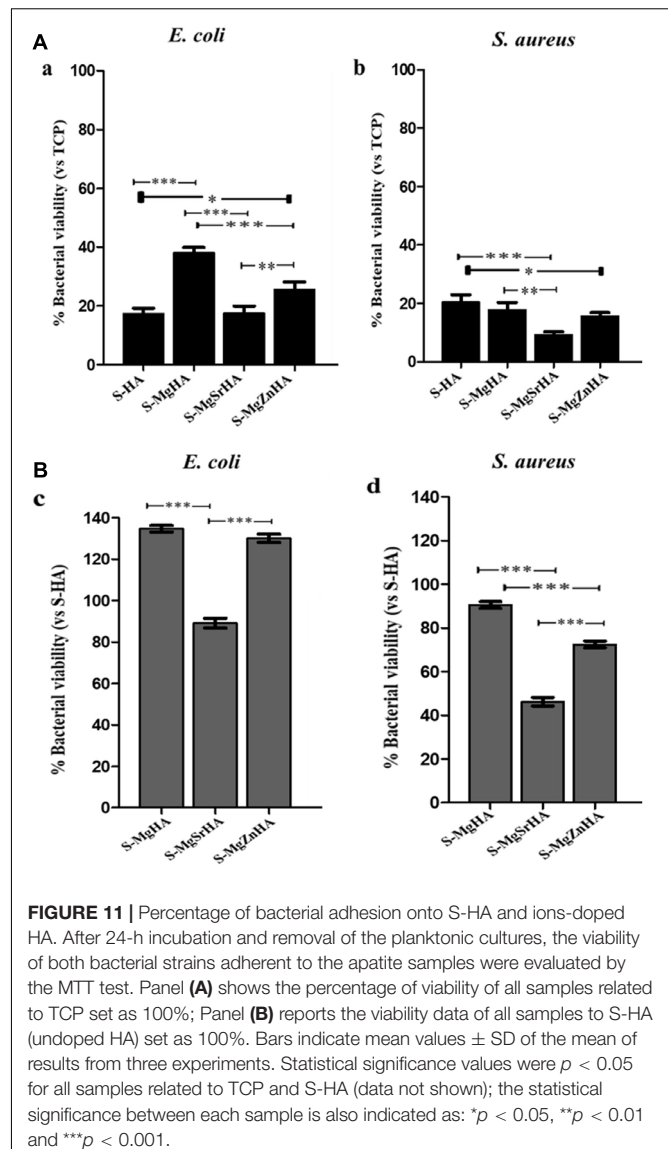 A
E. coli
S. aureus
a
b
% Bacterial viability (vs TCP)
100
80
60
40
20
0
***
*
***
***
**
S-HA
S-MgHA
S-MgSrHA
S-MgZnHA
% Bacterial viability (vs TCP)
100
80
60
40
20
0
***
*
**
S-HA
S-MgHA
S-MgSrHA
S-MgZnHA
B
E. coli
S. aureus
c
d
% Bacterial viability (vs S-HA)
140
120
100
80
60
40
20
0
***
***
S-MgHA
S-MgSrHA
S-MgZnHA
% Bacterial viability (vs S-HA)
140
120
100
80
60
40
20
0
***
***
***
S-MgHA
S-MgSrHA
S-MgZnHA
FIGURE 11 | Percentage of bacterial adhesion onto S-HA and ions-doped
HA. After 24-h incubation and removal of the planktonic cultures, the viability
of both bacterial strains adherent to the apatite samples were evaluated by
the MTT test. Panel (A) shows the percentage of viability of all samples related
to TCP set as 100%; Panel (B) reports the viability data of all samples to S-HA
(undoped HA) set as 100%. Bars indicate mean values ± SD of the mean of
results from three experiments. Statistical significance values were p < 0.05
for all samples related to TCP and S-HA (data not shown); the statistical
significance between each sample is also indicated as: *p < 0.05, **p < 0.01
and ***p < 0.001.